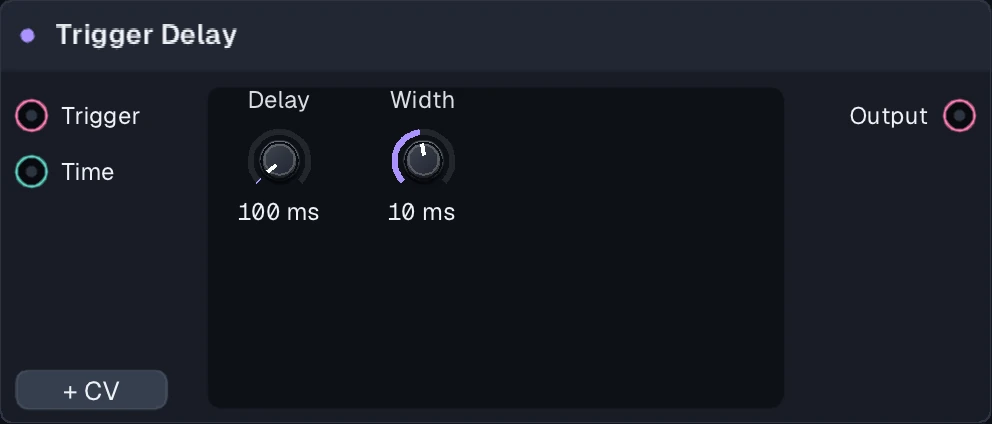 Trigger Delay
Trigger
Time
Delay
Width
100 ms
10 ms
Output
+ CV